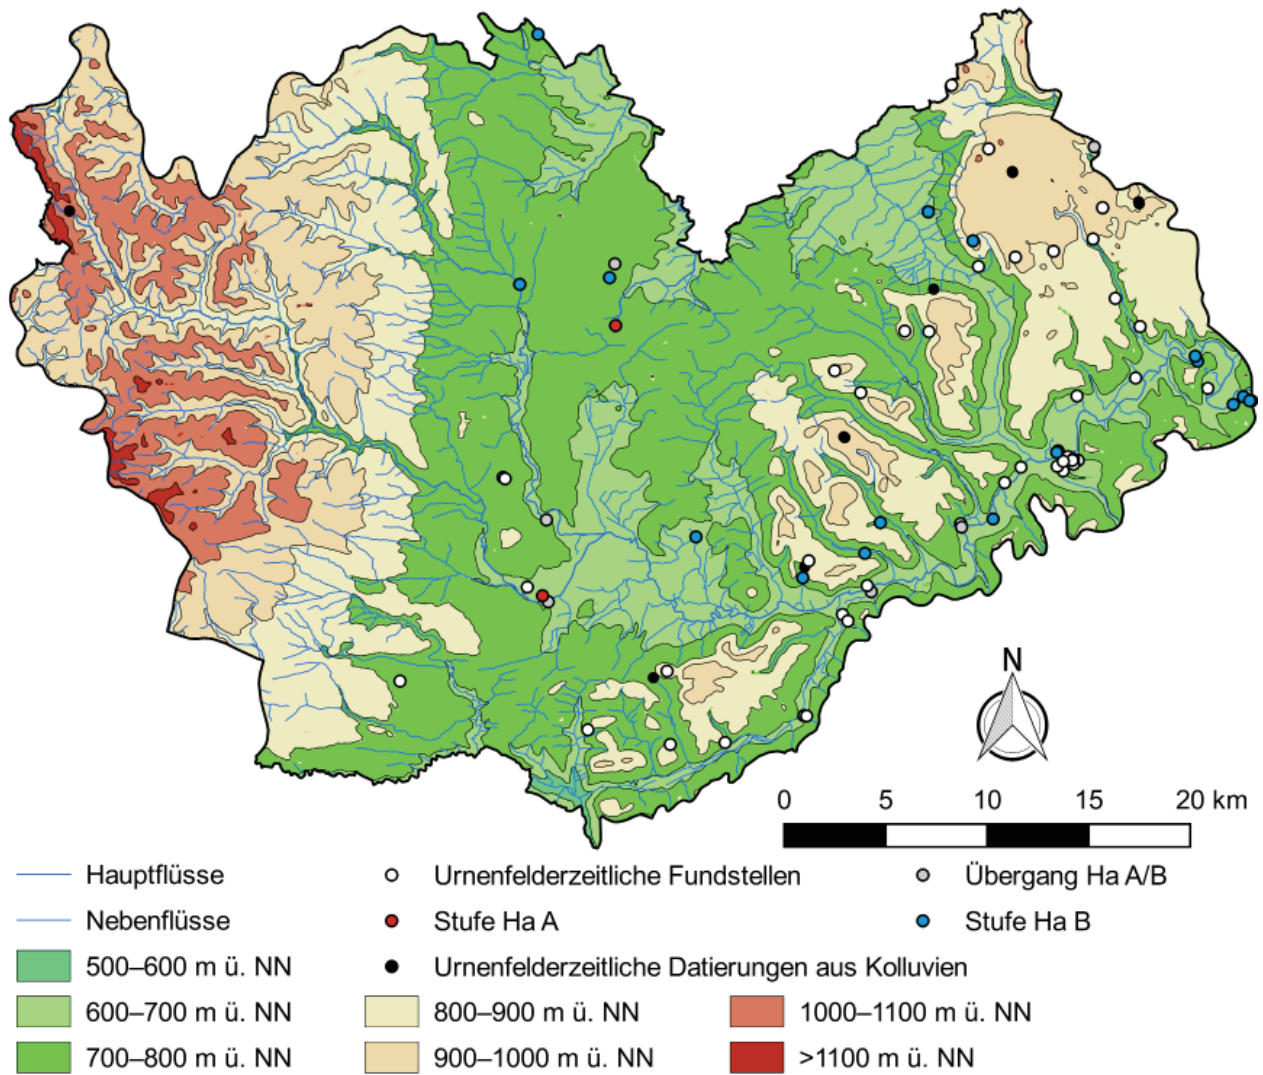 N
0 5 10 15 20 km
Hauptflüsse Urnenfelderzeitliche Fundstellen Übergang Ha A/B
Nebenflüsse Stufe Ha A Stufe Ha B
500–600 m ü. NN Urnenfelderzeitliche Datierungen aus Kolluvien
600–700 m ü. NN 800–900 m ü. NN 1000–1100 m ü. NN
700–800 m ü. NN 900–1000 m ü. NN >1100 m ü. NN